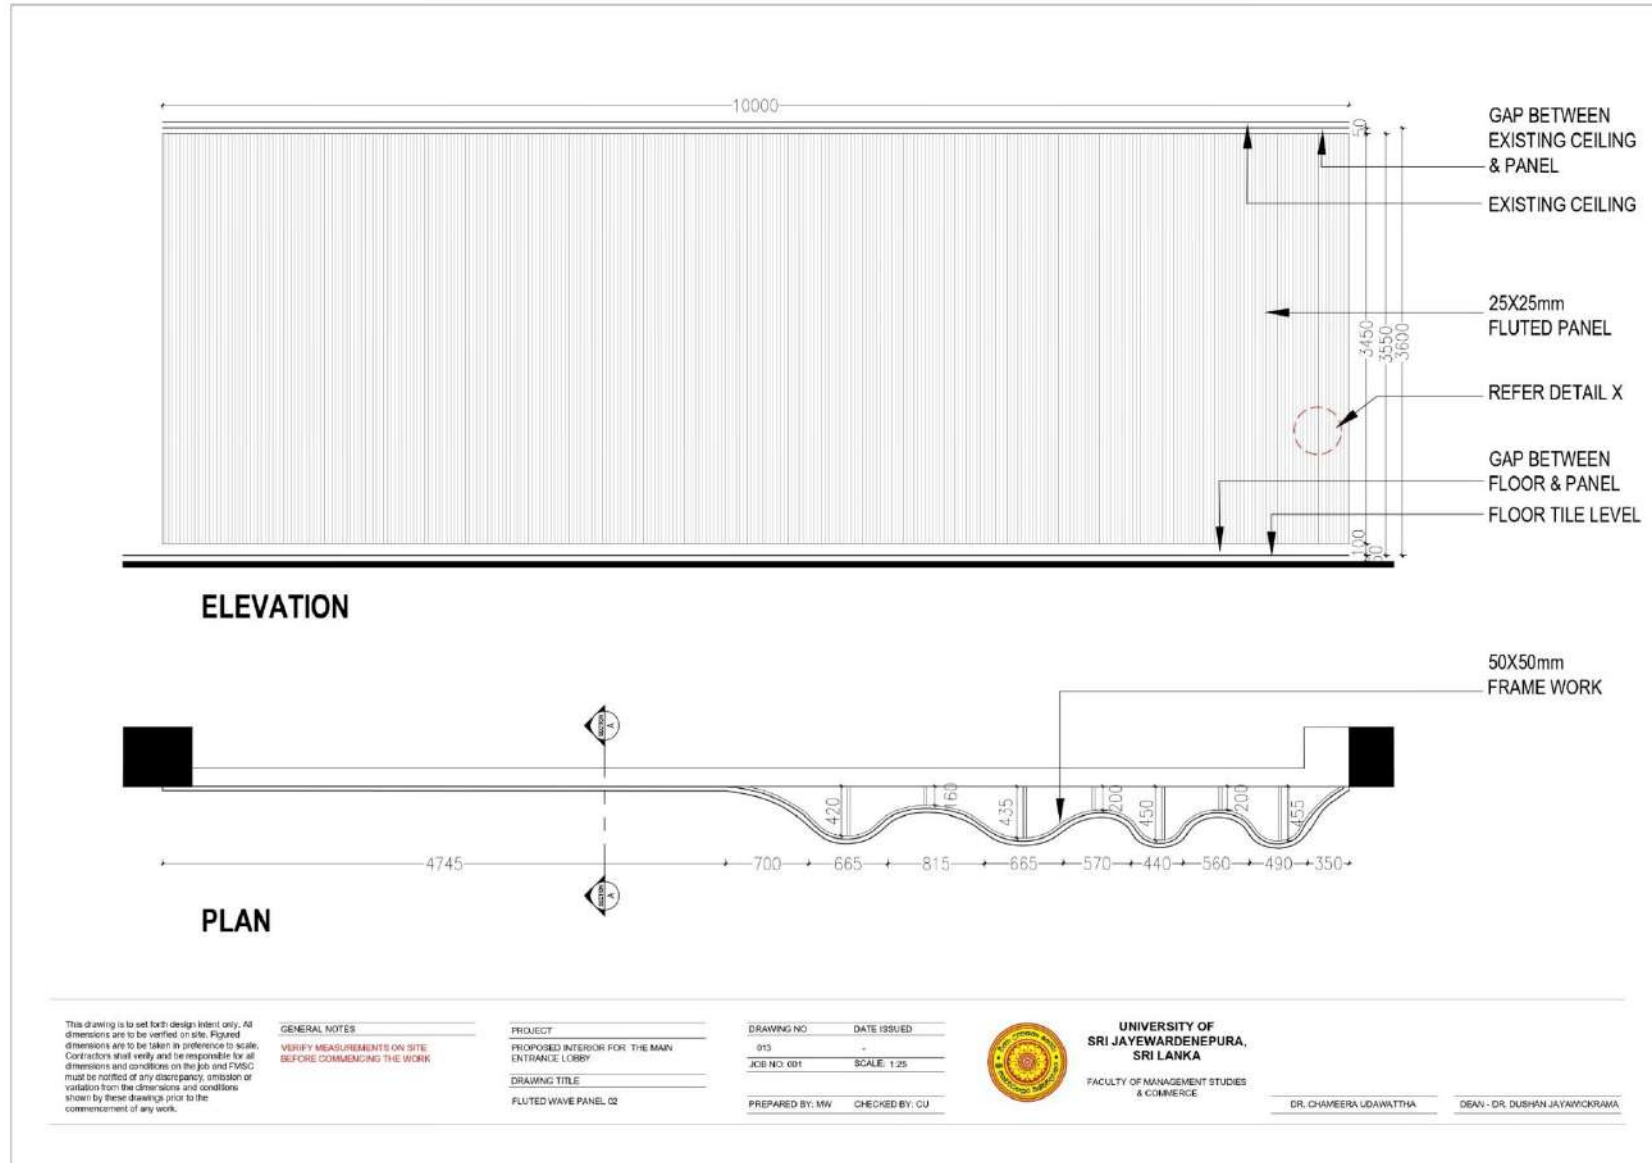 10000
50
GAP BETWEEN
EXISTING CEILING
& PANEL
EXISTING CEILING
25X25mm
FLUTED PANEL
3450
3550
3600
REFER DETAIL X
GAP BETWEEN
FLOOR & PANEL
FLOOR TILE LEVEL
100
50
ELEVATION
50X50mm
FRAME WORK
SECTION
A
420
160
435
200
450
200
455
4745
700
665
815
665
570
440
560
490
350
SECTION
A
PLAN
This drawing is to set forth design intent only. All
dimensions are to be verified on site. Figured
dimensions are to be taken in preference to scale.
Contractors shall verify and be responsible for all
dimensions and conditions on the job and FMSC
must be notified of any discrepancy, omission or
variation from the dimensions and conditions
shown by these drawings prior to the
commencement of any work.
GENERAL NOTES
VERIFY MEASUREMENTS ON SITE
BEFORE COMMENCING THE WORK
PROJECT
PROPOSED INTERIOR FOR THE MAIN
ENTRANCE LOBBY
DRAWING TITLE
FLUTED WAVE PANEL 02
DRAWING NO
DATE ISSUED
013
-
JOB NO: 001
SCALE: 1:25
PREPARED BY: MW
CHECKED BY: CU
UNIVERSITY OF
SRI JAYEWARDENEPURA,
SRI LANKA
FACULTY OF MANAGEMENT STUDIES
& COMMERCE
DR. CHAMEERA UDAWATTHA
DEAN - DR. DUSHAN JAYAWICKRAMA